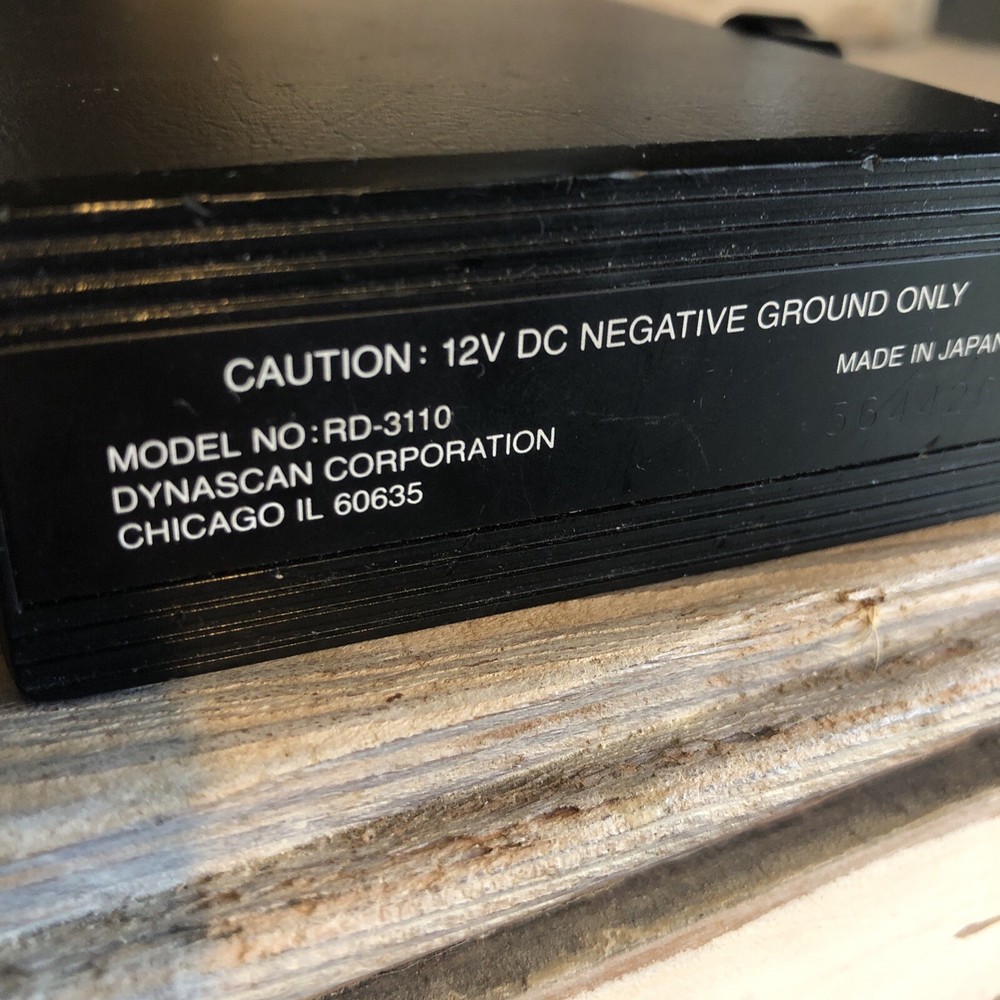 CAUTION: 12V DC NEGATIVE GROUND ONLY
MADE IN JAPAN
MODEL NO:RD-3110
DYNASCAN CORPORATION
CHICAGO IL 60635